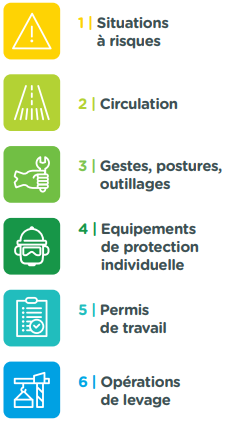 1 | Situations
à risques
2 | Circulation
3 | Gestes, postures,
outillages
4 | Equipements
de protection
individuelle
5 | Permis
de travail
6 | Opérations
de levage